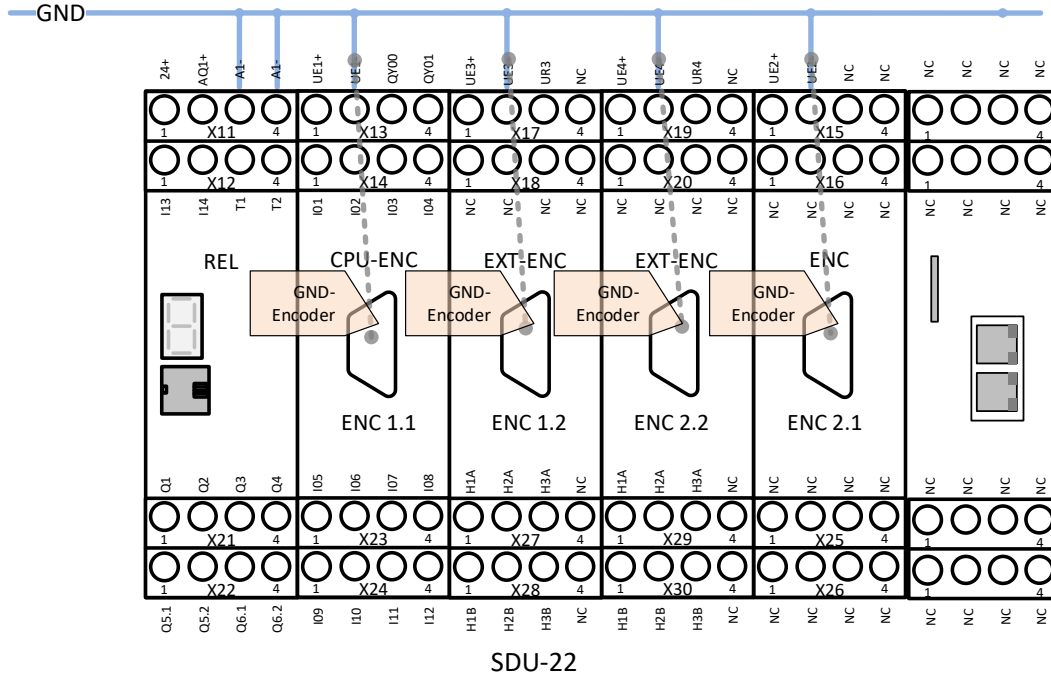 GND
24+ AQ1+ A1- A1- UE1+ UE1- QY00 QY01 UE3+ UE3- UR3 NC UE4+ UE4- UR4 NC UE2+ UE2- NC NC NC NC NC NC
1 X11 4 1 X13 4 1 X17 4 1 X19 4 1 X15 4 1 4
1 X12 4 1 X14 4 1 X18 4 1 X20 4 1 X16 4 1 4
I13 I14 T1 T2 I01 I02 I03 I04 NC NC NC NC NC NC NC NC NC NC NC NC NC NC NC NC
REL CPU-ENC EXT-ENC EXT-ENC ENC
GND- GND- GND- GND-
Encoder Encoder Encoder Encoder
ENC 1.1 ENC 1.2 ENC 2.2 ENC 2.1
Q1 Q2 Q3 Q4 I05 I06 I07 I08 H1A H2A H3A NC H1A H2A H3A NC NC NC NC NC NC NC NC NC
1 X21 4 1 X23 4 1 X27 4 1 X29 4 1 X25 4 1 4
1 X22 4 1 X24 4 1 X28 4 1 X30 4 1 X26 4 1 4
Q5.1 Q5.2 Q6.1 Q6.2 I09 I10 I11 I12 H1B H2B H3B NC H1B H2B H3B NC NC NC NC NC NC NC NC NC
SDU-22